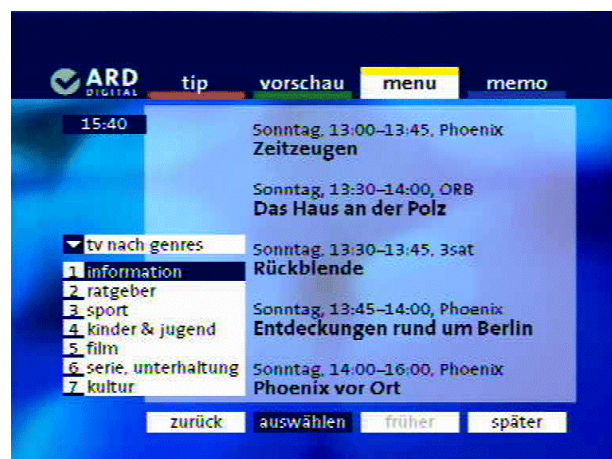 ARD DIGITAL
tip vorschau menu memo
15:40
Sonntag, 13:00–13:45, Phoenix
Zeitzeugen
Sonntag, 13:30–14:00, ORB
Das Haus an der Polz
Sonntag, 13:30–13:45, 3sat
Rückblende
Sonntag, 13:45–14:00, Phoenix
Entdeckungen rund um Berlin
Sonntag, 14:00–16:00, Phoenix
Phoenix vor Ort
tv nach genres
1 information
2 ratgeber
3 sport
4 kinder & jugend
5 film
6 serie, unterhaltung
7 kultur
zurück auswählen früher später